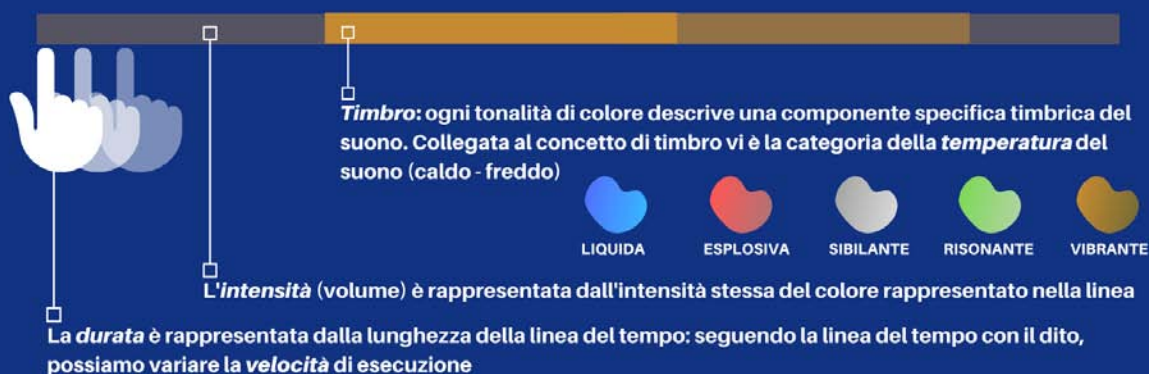 Timbro: ogni tonalità di colore descrive una componente specifica timbrica del
suono. Collegata al concetto di timbro vi è la categoria della temperatura del
suono (caldo - freddo)
LIQUIDA ESPLOSIVA SIBILANTE RISONANTE VIBRANTE
L'intensità (volume) è rappresentata dall'intensità stessa del colore rappresentato nella linea
La durata è rappresentata dalla lunghezza della linea del tempo: seguendo la linea del tempo con il dito,
possiamo variare la velocità di esecuzione